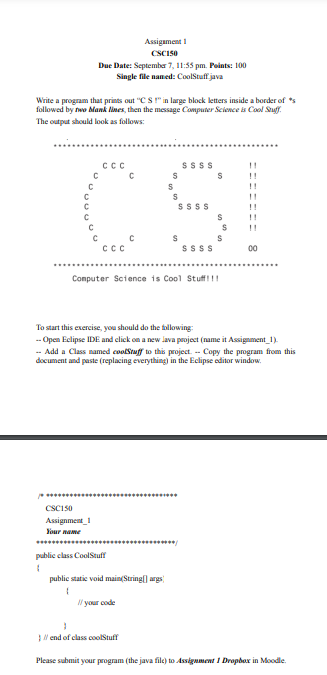 Assignment 1
CSC150
Due Date: September 7, 11:55 pm. Points: 100
Single file named: CoolStuff.java
Write a program that prints out "C S !" in large block letters inside a border of *s
followed by two blank lines, then the message Computer Science is Cool Stuff.
The output should look as follows:
*************************************************
C C C S S S S !!
C C S S !!
C S !!
C S !!
C S S S S !!
C S !!
C S !!
C C S S
C C C S S S S 00
*************************************************
Computer Science is Cool Stuff!!!
To start this exercise, you should do the following:
-- Open Eclipse IDE and click on a new Java project (name it Assignment_1).
-- Add a Class named coolStuff to this project. -- Copy the program from this
document and paste (replacing everything) in the Eclipse editor window.
/* **********************************
CSC150
Assignment_1
Your name
************************************/
public class CoolStuff
{
public static void main(String[] args)
{
// your code
}
} // end of class coolStuff
Please submit your program (the java file) to Assignment 1 Dropbox in Moodle.